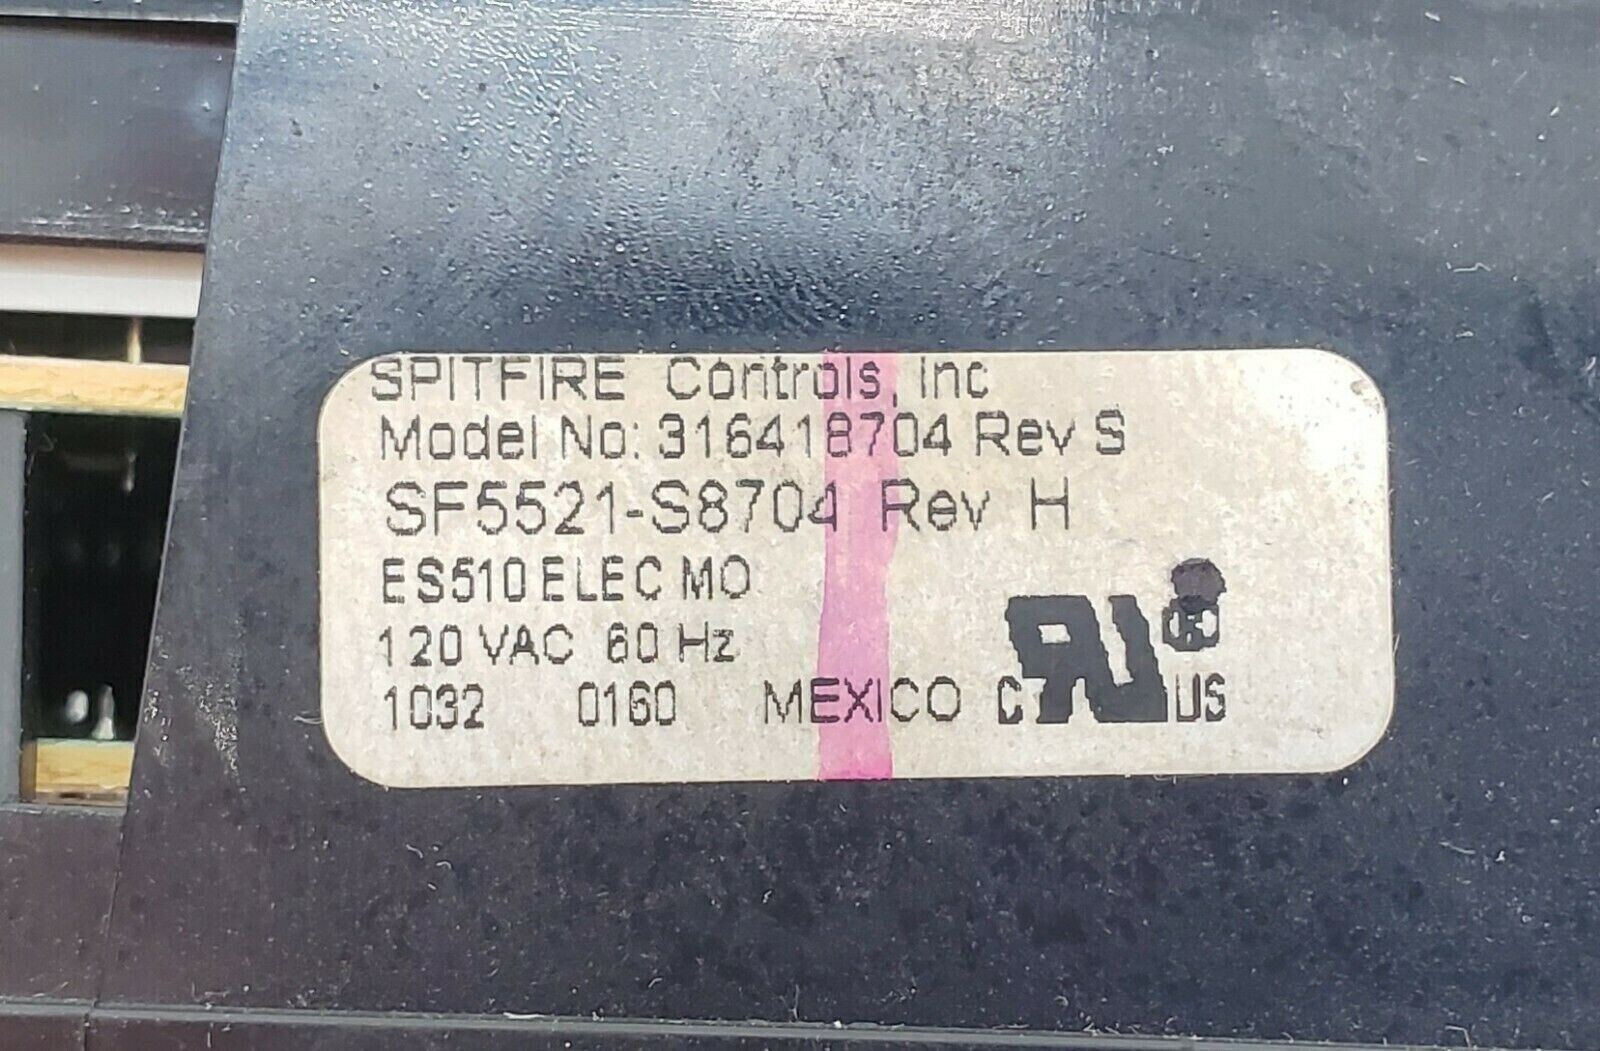 SPITFIRE Controls, Inc
Model No: 316418704 Rev S
SF5521-S8704 Rev H
ES510 ELEC MO
120 VAC 60 Hz
1032 0160 MEXICO C RU US